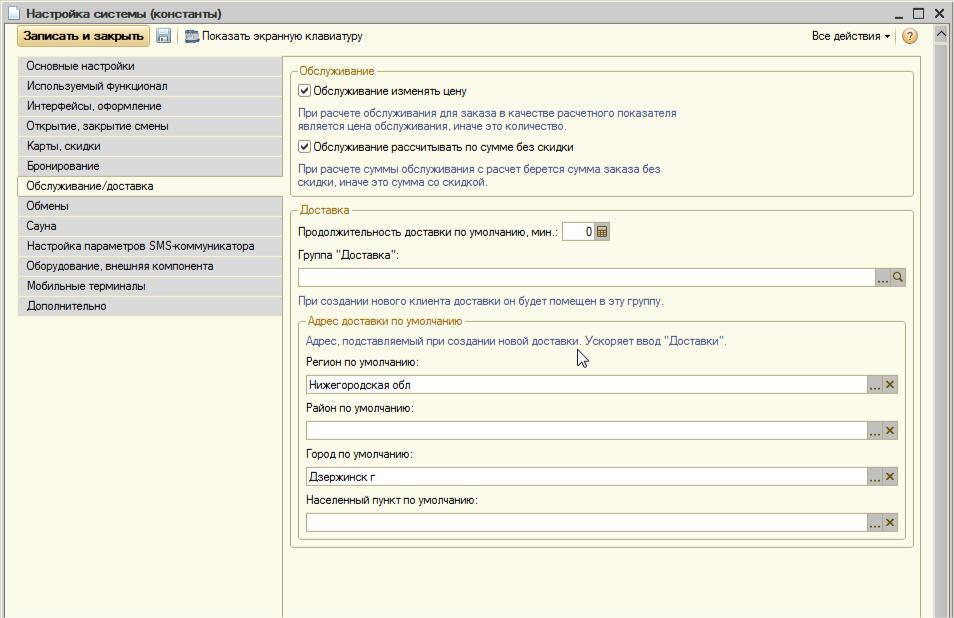 Настройка системы (константы)
Записать и закрыть
Показать экранную клавиатуру
Все действия
?
Основные настройки
Используемый функционал
Интерфейсы, оформление
Открытие, закрытие смены
Карты, скидки
Бронирование
Обслуживание/доставка
Обмены
Сауна
Настройка параметров SMS-коммуникатора
Оборудование, внешняя компонента
Мобильные терминалы
Дополнительно
Обслуживание
Обслуживание изменять цену
При расчете обслуживания для заказа в качестве расчетного показателя
является цена обслуживания, иначе это количество.
Обслуживание рассчитывать по сумме без скидки
При расчете суммы обслуживания с расчет берется сумма заказа без
скидки, иначе это сумма со скидкой.
Доставка
Продолжительность доставки по умолчанию, мин.: 0
Группа "Доставка":
...
При создании нового клиента доставки он будет помещен в эту группу.
Адрес доставки по умолчанию
Адрес, подставляемый при создании новой доставки. Ускоряет ввод "Доставки".
Регион по умолчанию:
Нижегородская обл ...
Район по умолчанию:
...
Город по умолчанию:
Дзержинск г ...
Населенный пункт по умолчанию:
...